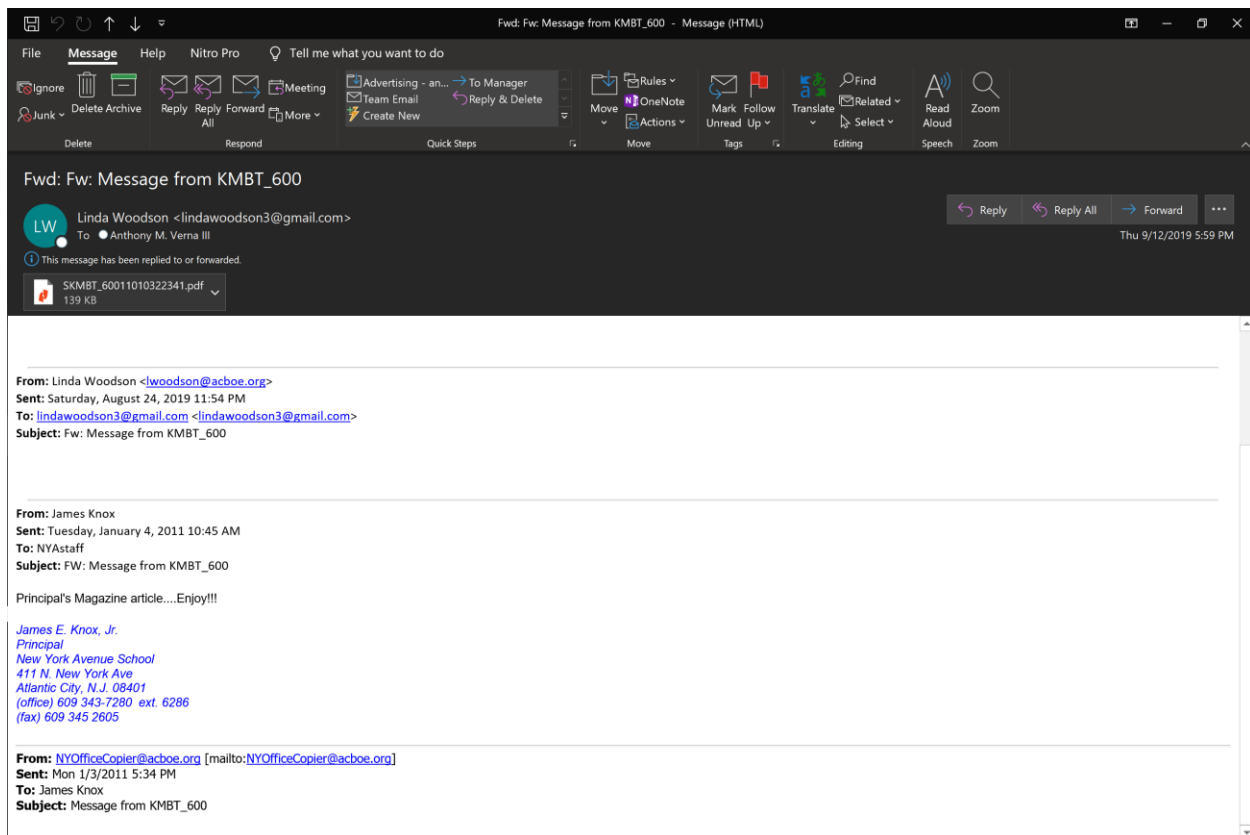 Fwd: Fw: Message from KMBT_600 - Message (HTML)
File Message Help Nitro Pro Tell me what you want to do
Ignore
Junk
Delete Archive
Reply Reply All Forward
Meeting
More
Advertising - an... To Manager
Team Email Reply & Delete
Create New
Move
Rules
OneNote
Actions
Mark Unread Follow Up
Translate
Find
Related
Select
Read Aloud
Zoom
Delete Respond Quick Steps Move Tags Editing Speech Zoom
Fwd: Fw: Message from KMBT_600
LW
Linda Woodson <lindawoodson3@gmail.com>
To Anthony M. Verna III
Reply Reply All Forward
Thu 9/12/2019 5:59 PM
This message has been replied to or forwarded.
SKMBT_60011010322341.pdf
139 KB
From: Linda Woodson <lwoodson@acboe.org>
Sent: Saturday, August 24, 2019 11:54 PM
To: lindawoodson3@gmail.com <lindawoodson3@gmail.com>
Subject: Fw: Message from KMBT_600
From: James Knox
Sent: Tuesday, January 4, 2011 10:45 AM
To: NYAstaff
Subject: FW: Message from KMBT_600
Principal's Magazine article....Enjoy!!!
James E. Knox, Jr.
Principal
New York Avenue School
411 N. New York Ave
Atlantic City, N.J. 08401
(office) 609 343-7280 ext. 6286
(fax) 609 345 2605
From: NYOfficeCopier@acboe.org [mailto:NYOfficeCopier@acboe.org]
Sent: Mon 1/3/2011 5:34 PM
To: James Knox
Subject: Message from KMBT_600